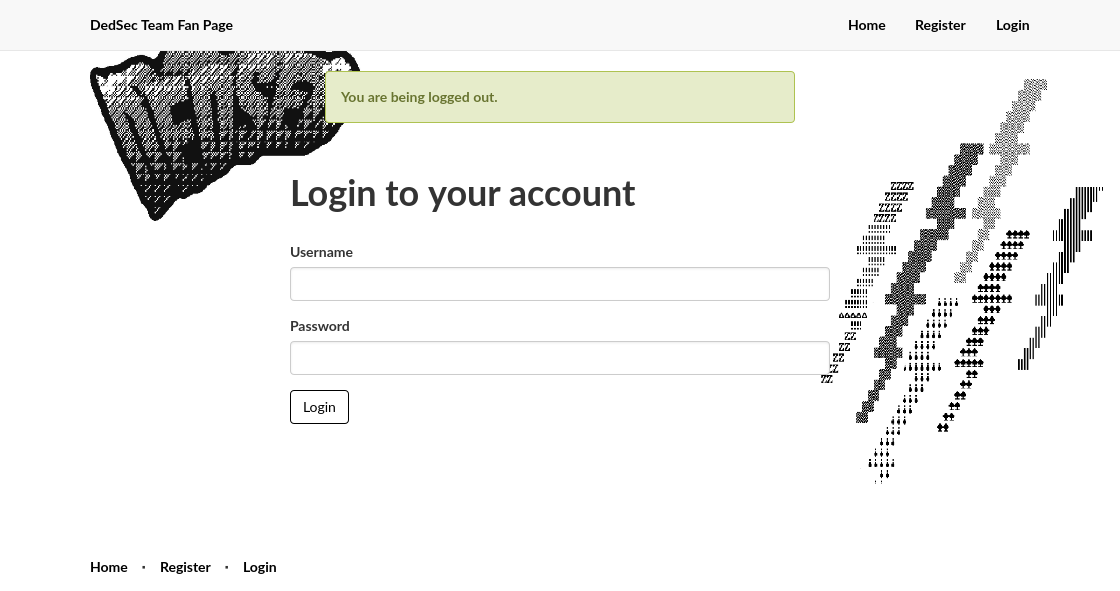 DedSec Team Fan Page
Home Register Login
You are being logged out.
Login to your account
Username
Password
Login
Home · Register · Login